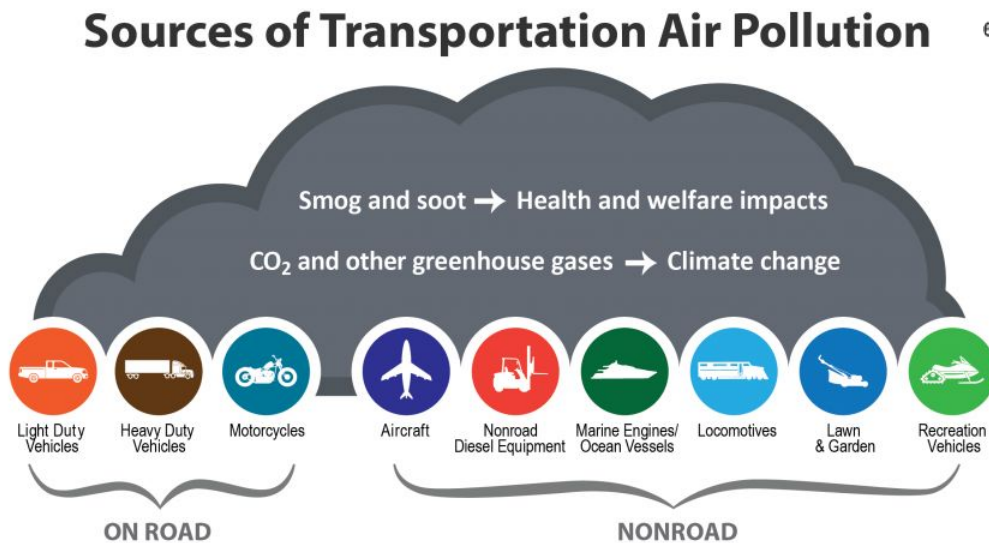 Sources of Transportation Air Pollution
Smog and soot → Health and welfare impacts
CO₂ and other greenhouse gases → Climate change
Light Duty
Vehicles
Heavy Duty
Vehicles
Motorcycles
Aircraft
Nonroad
Diesel Equipment
Marine Engines/
Ocean Vessels
Locomotives
Lawn
& Garden
Recreation
Vehicles
ON ROAD
NONROAD